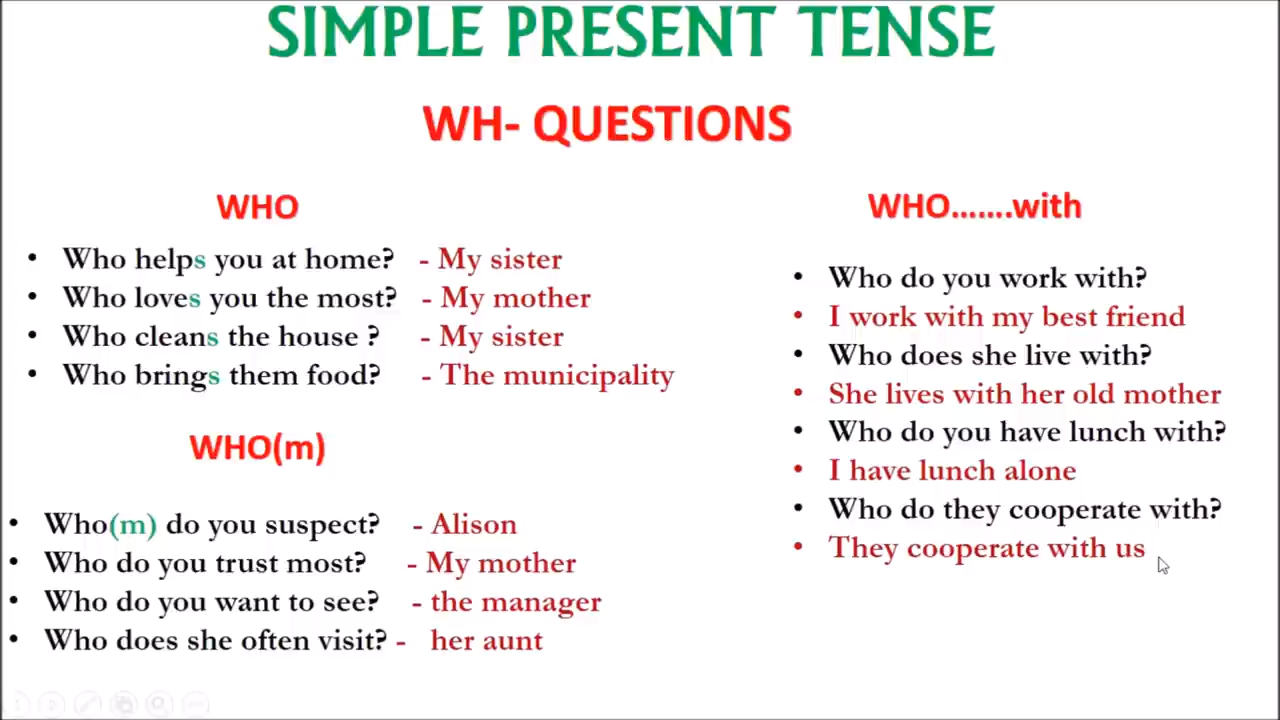 SIMPLE PRESENT TENSE
WH- QUESTIONS
WHO
• Who helps you at home? - My sister
• Who loves you the most? - My mother
• Who cleans the house ? - My sister
• Who brings them food? - The municipality
WHO(m)
• Who(m) do you suspect? - Alison
• Who do you trust most? - My mother
• Who do you want to see? - the manager
• Who does she often visit? - her aunt
WHO.......with
• Who do you work with?
• I work with my best friend
• Who does she live with?
• She lives with her old mother
• Who do you have lunch with?
• I have lunch alone
• Who do they cooperate with?
• They cooperate with us